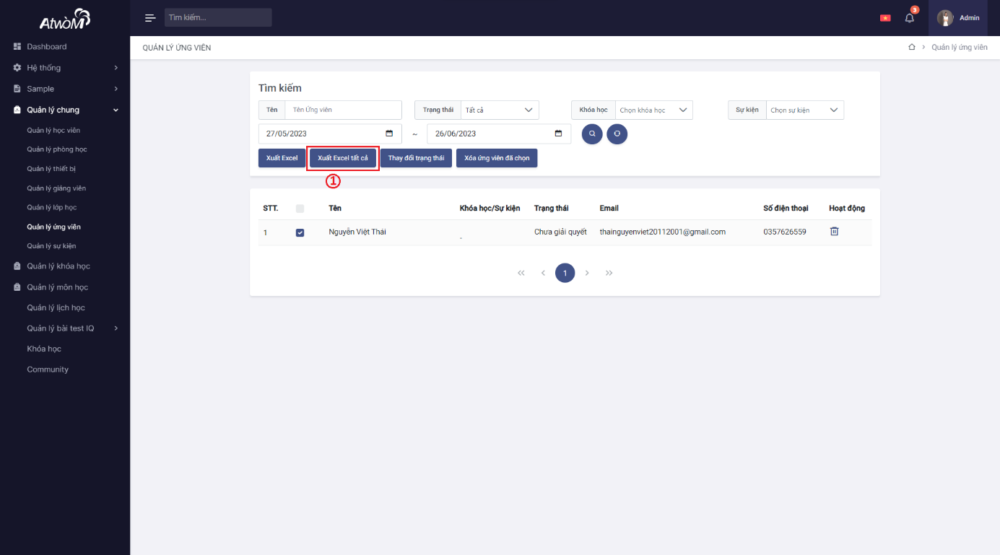 AtwòM
Tìm kiếm...
3
Admin
Dashboard
Hệ thống
Sample
Quản lý chung
Quản lý học viên
Quản lý phòng học
Quản lý thiết bị
Quản lý giảng viên
Quản lý lớp học
Quản lý ứng viên
Quản lý sự kiện
Quản lý khóa học
Quản lý môn học
Quản lý lịch học
Quản lý bài test IQ
Khóa học
Community
QUẢN LÝ ỨNG VIÊN
Quản lý ứng viên
Tìm kiếm
Tên Tên Ứng viên Trạng thái Tất cả Khóa học Chọn khóa học Sự kiện Chọn sự kiện
27/05/2023 ~ 26/06/2023
Xuất Excel Xuất Excel tất cả Thay đổi trạng thái Xóa ứng viên đã chọn
1
STT. Tên Khóa học/Sự kiện Trạng thái Email Số điện thoại Hoạt động
1 Nguyễn Việt Thái - Chưa giải quyết thainguyenviet20112001@gmail.com 0357626559
1